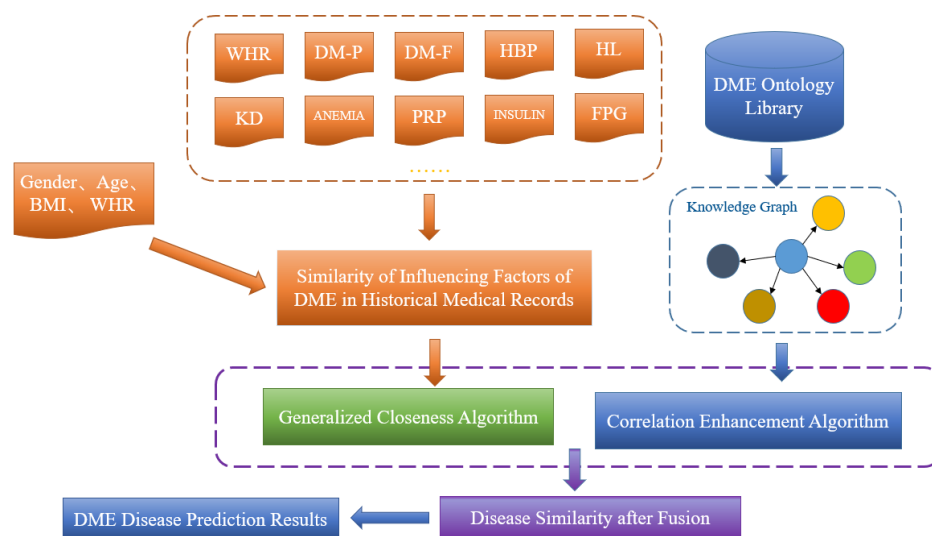 WHR
DM-P
DM-F
HBP
HL
KD
ANEMIA
PRP
INSULIN
FPG
......
DME Ontology
Library
Gender、Age、
BMI、WHR
Knowledge Graph
Similarity of Influencing Factors of
DME in Historical Medical Records
Generalized Closeness Algorithm
Correlation Enhancement Algorithm
DME Disease Prediction Results
Disease Similarity after Fusion